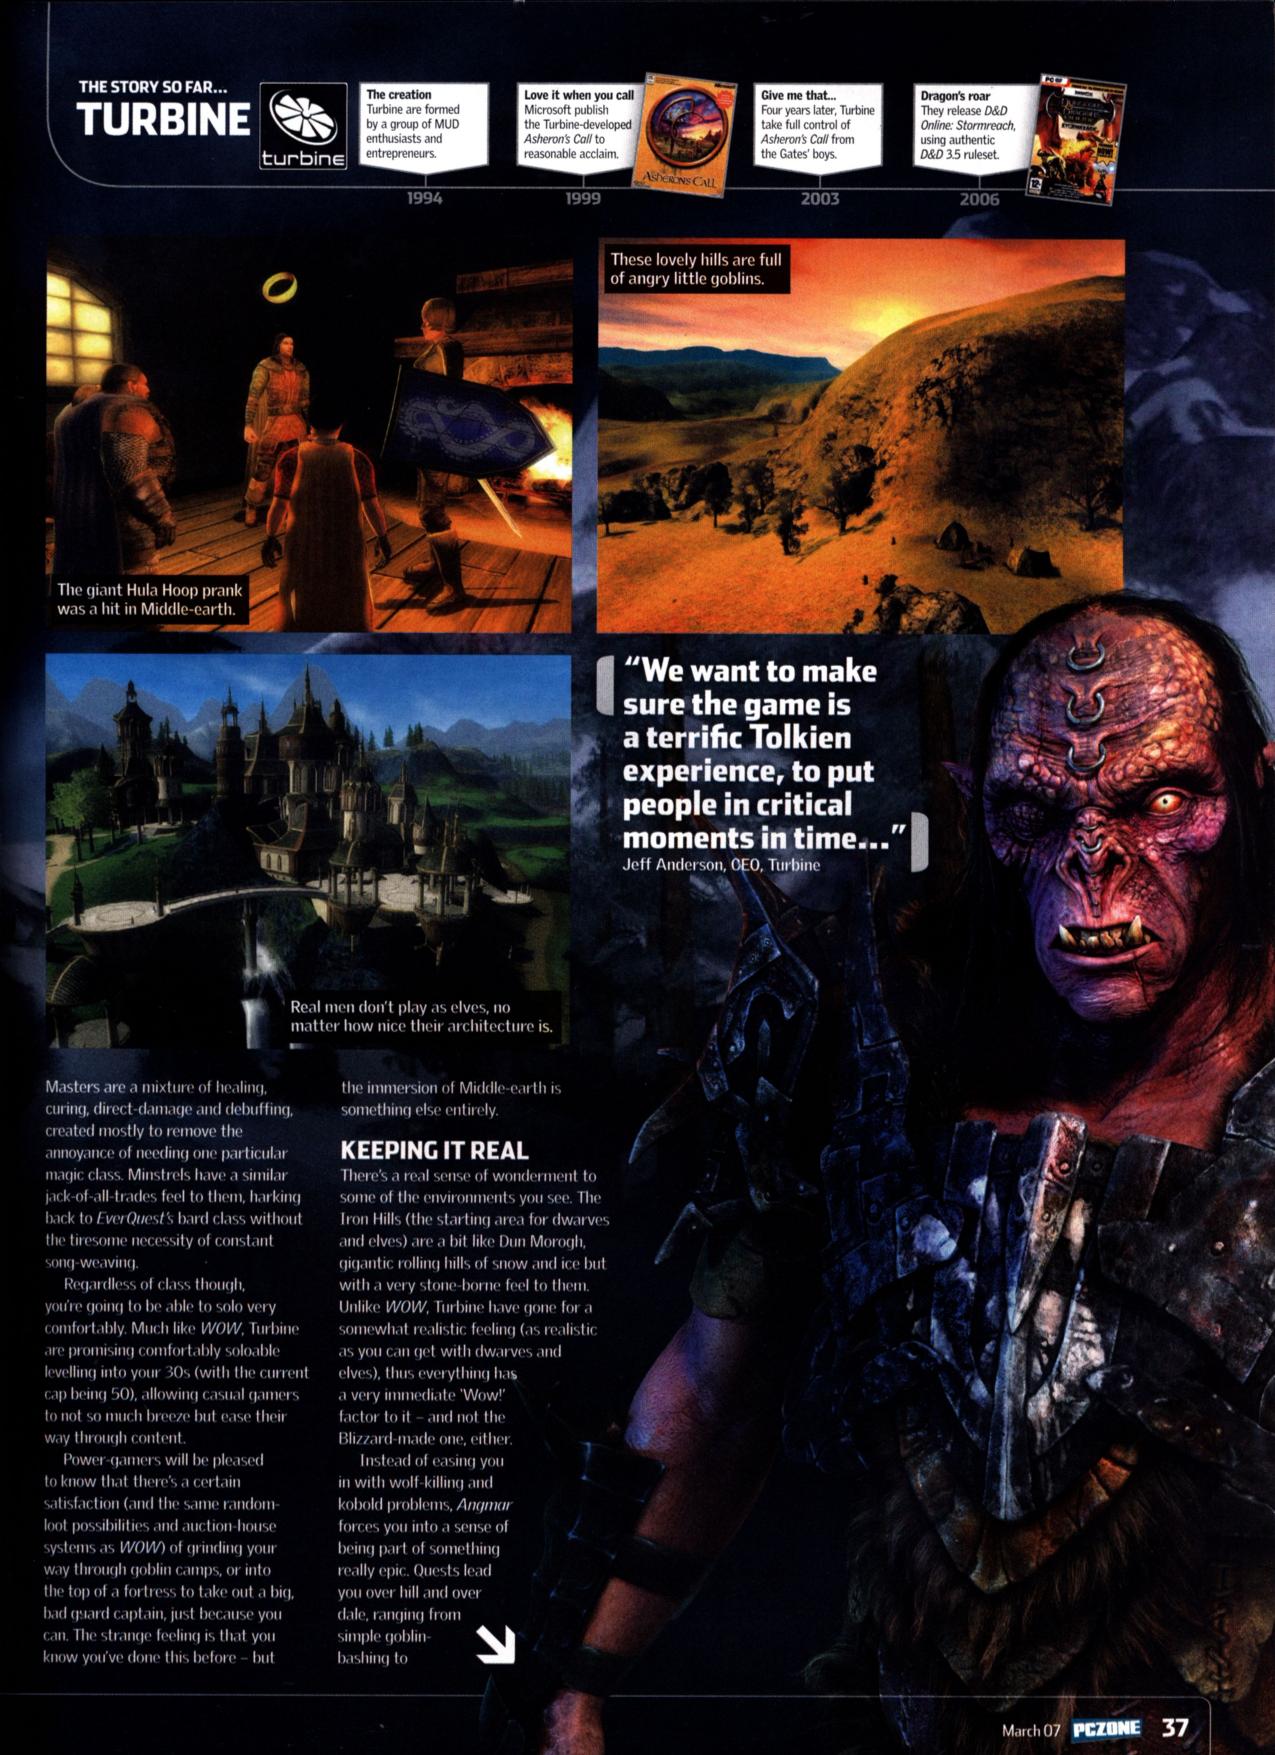 THE STORY SO FAR...
TURBINE
turbine
The creation
Turbine are formed
by a group of MUD
enthusiasts and
entrepreneurs.
1994
Love it when you call
Microsoft publish
the Turbine-developed
Asheron's Call to
reasonable acclaim.
1999
ASHERON'S CALL
Give me that...
Four years later, Turbine
take full control of
Asheron's Call from
the Gates' boys.
2003
Dragon's roar
They release D&D
Online: Stormreach,
using authentic
D&D 3.5 ruleset.
2006
The giant Hula Hoop prank
was a hit in Middle-earth.
These lovely hills are full
of angry little goblins.
Real men don't play as elves, no
matter how nice their architecture is.
"We want to make
sure the game is
a terrific Tolkien
experience, to put
people in critical
moments in time..."
Jeff Anderson, CEO, Turbine
Masters are a mixture of healing,
curing, direct-damage and debuffing,
created mostly to remove the
annoyance of needing one particular
magic class. Minstrels have a similar
jack-of-all-trades feel to them, harking
back to EverQuest's bard class without
the tiresome necessity of constant
song-weaving.
Regardless of class though,
you're going to be able to solo very
comfortably. Much like WOW, Turbine
are promising comfortably soloable
levelling into your 30s (with the current
cap being 50), allowing casual gamers
to not so much breeze but ease their
way through content.
Power-gamers will be pleased
to know that there's a certain
satisfaction (and the same random-
loot possibilities and auction-house
systems as WOW) of grinding your
way through goblin camps, or into
the top of a fortress to take out a big,
bad guard captain, just because you
can. The strange feeling is that you
know you've done this before – but
the immersion of Middle-earth is
something else entirely.
KEEPING IT REAL
There's a real sense of wonderment to
some of the environments you see. The
Iron Hills (the starting area for dwarves
and elves) are a bit like Dun Morogh,
gigantic rolling hills of snow and ice but
with a very stone-borne feel to them.
Unlike WOW, Turbine have gone for a
somewhat realistic feeling (as realistic
as you can get with dwarves and
elves), thus everything has
a very immediate 'Wow!'
factor to it – and not the
Blizzard-made one, either.
Instead of easing you
in with wolf-killing and
kobold problems, Angmar
forces you into a sense of
being part of something
really epic. Quests lead
you over hill and over
dale, ranging from
simple goblin-
bashing to
March 07 PCZONE 37